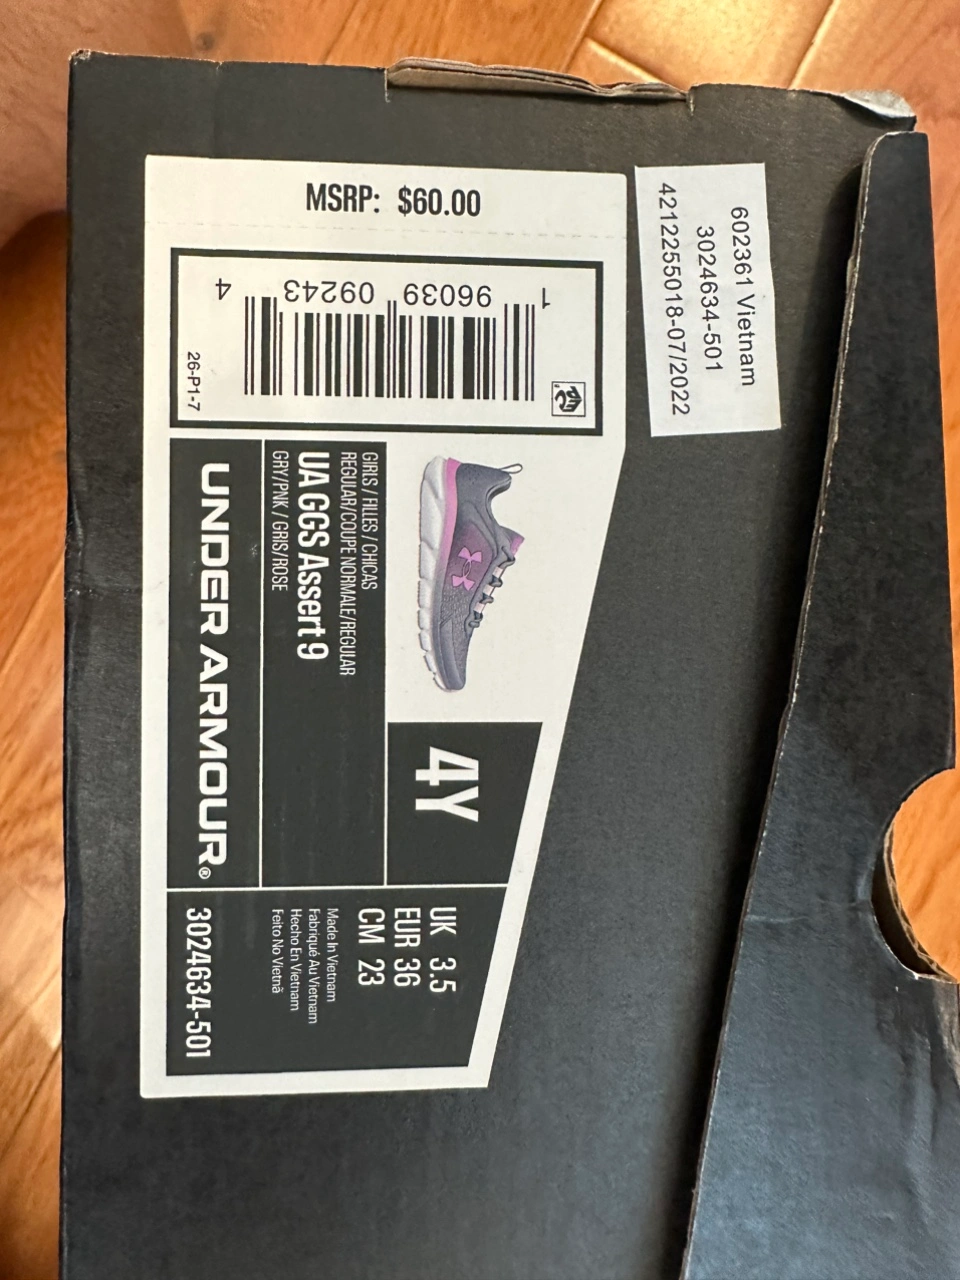 MSRP: $60.00
1 96039 09243 4
26-P1-7
602361 Vietnam
3024634-501
4212255018-07/2022
GIRLS / FILLES / CHICAS
REGULAR/COUPE NORMALE/REGULAR
UA GGS Assert 9
GRY/PNK / GRIS/ROSE
UNDER ARMOUR®
4Y
UK 3.5
EUR 36
CM 23
Made In Vietnam
Fabriqué Au Vietnam
Hecho En Vietnam
Feito No Vietnã
3024634-501